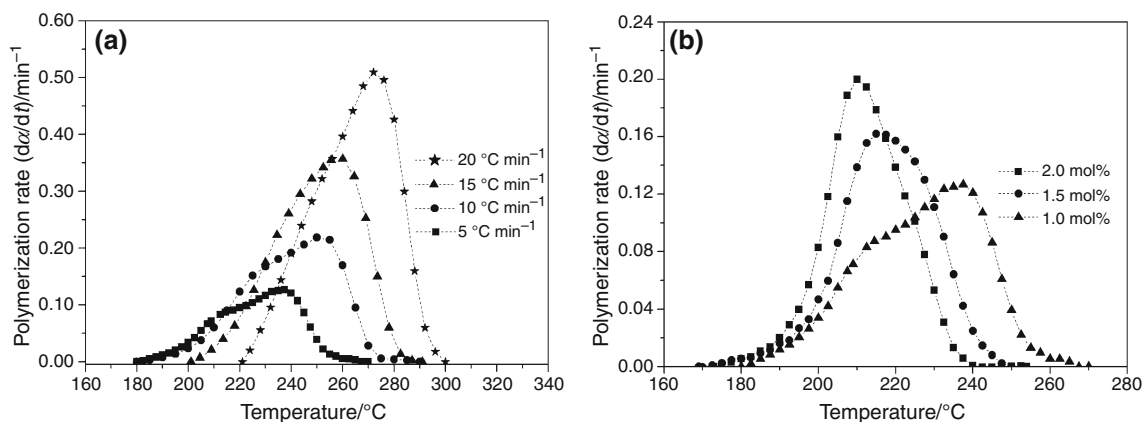 (a)
Polymerization rate (dα/dt)/min⁻¹
0.60
0.50
0.40
0.30
0.20
0.10
0.00
20 °C min⁻¹
15 °C min⁻¹
10 °C min⁻¹
5 °C min⁻¹
160 180 200 220 240 260 280 300 320 340
Temperature/°C
(b)
Polymerization rate (dα/dt)/min⁻¹
0.24
0.20
0.16
0.12
0.08
0.04
0.00
2.0 mol%
1.5 mol%
1.0 mol%
160 180 200 220 240 260 280
Temperature/°C